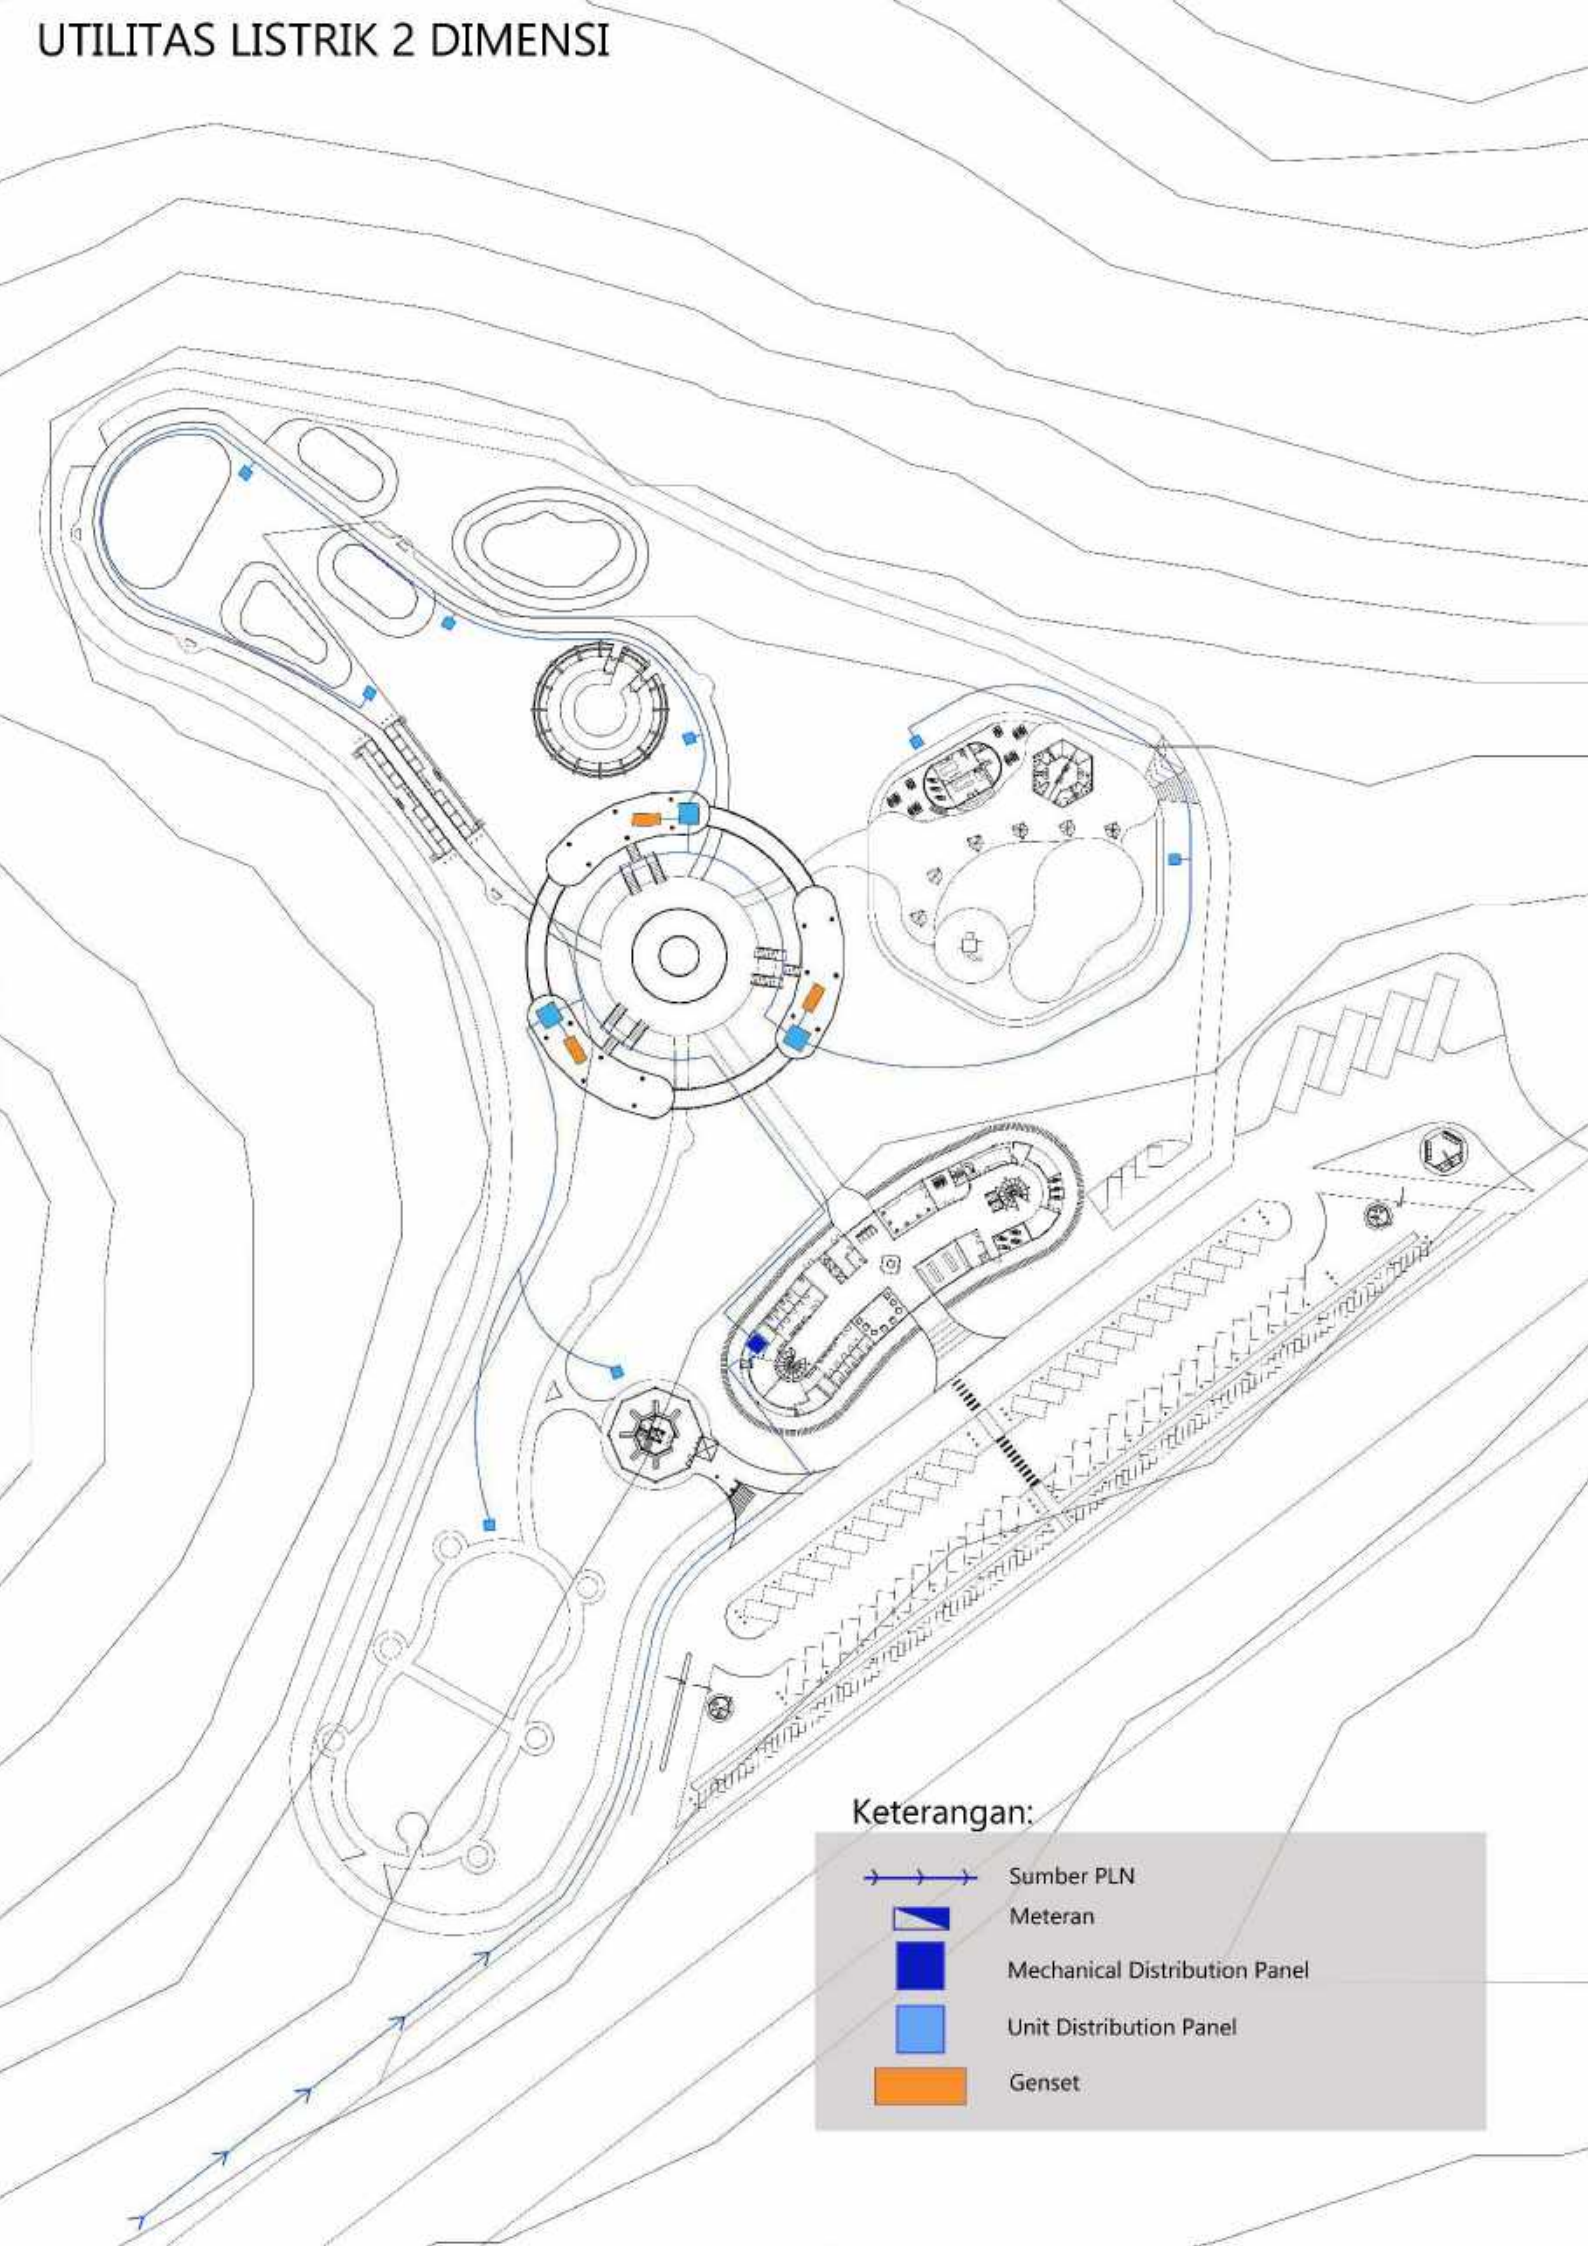 UTILITAS LISTRIK 2 DIMENSI
Keterangan:
Sumber PLN
Meteran
Mechanical Distribution Panel
Unit Distribution Panel
Genset